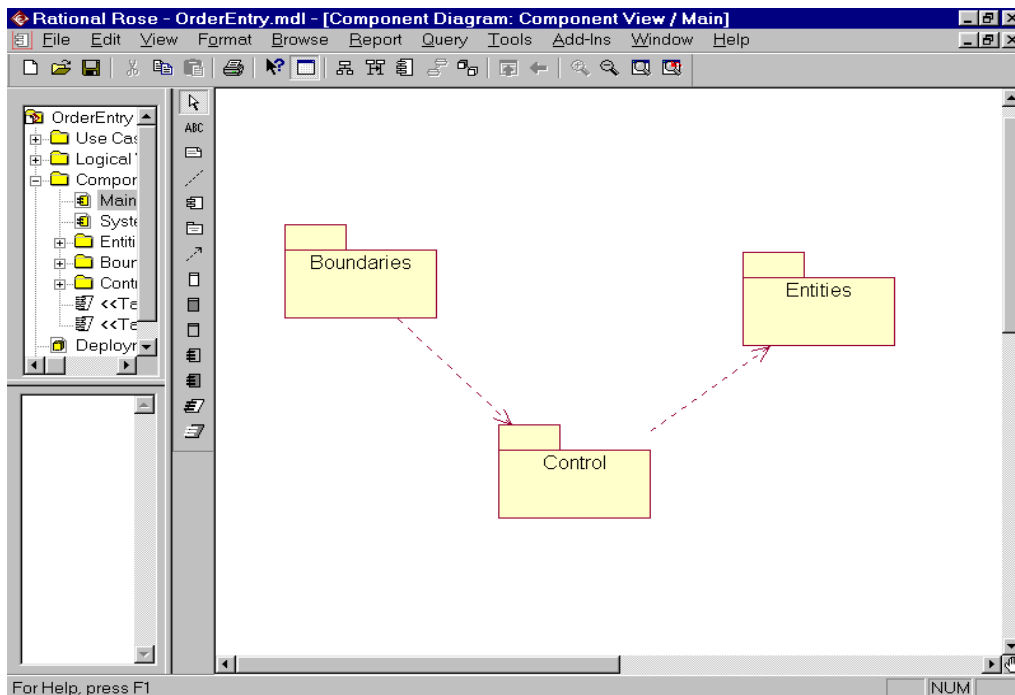 Rational Rose - OrderEntry.mdl - [Component Diagram: Component View / Main]
File Edit View Format Browse Report Query Tools Add-Ins Window Help
OrderEntry
Use Cas
Logical
Compor
Main
Syste
Entiti
Bour
Conti
<<Ta
<<Ta
Deployr
ABC
Boundaries
Entities
Control
For Help, press F1
NUM